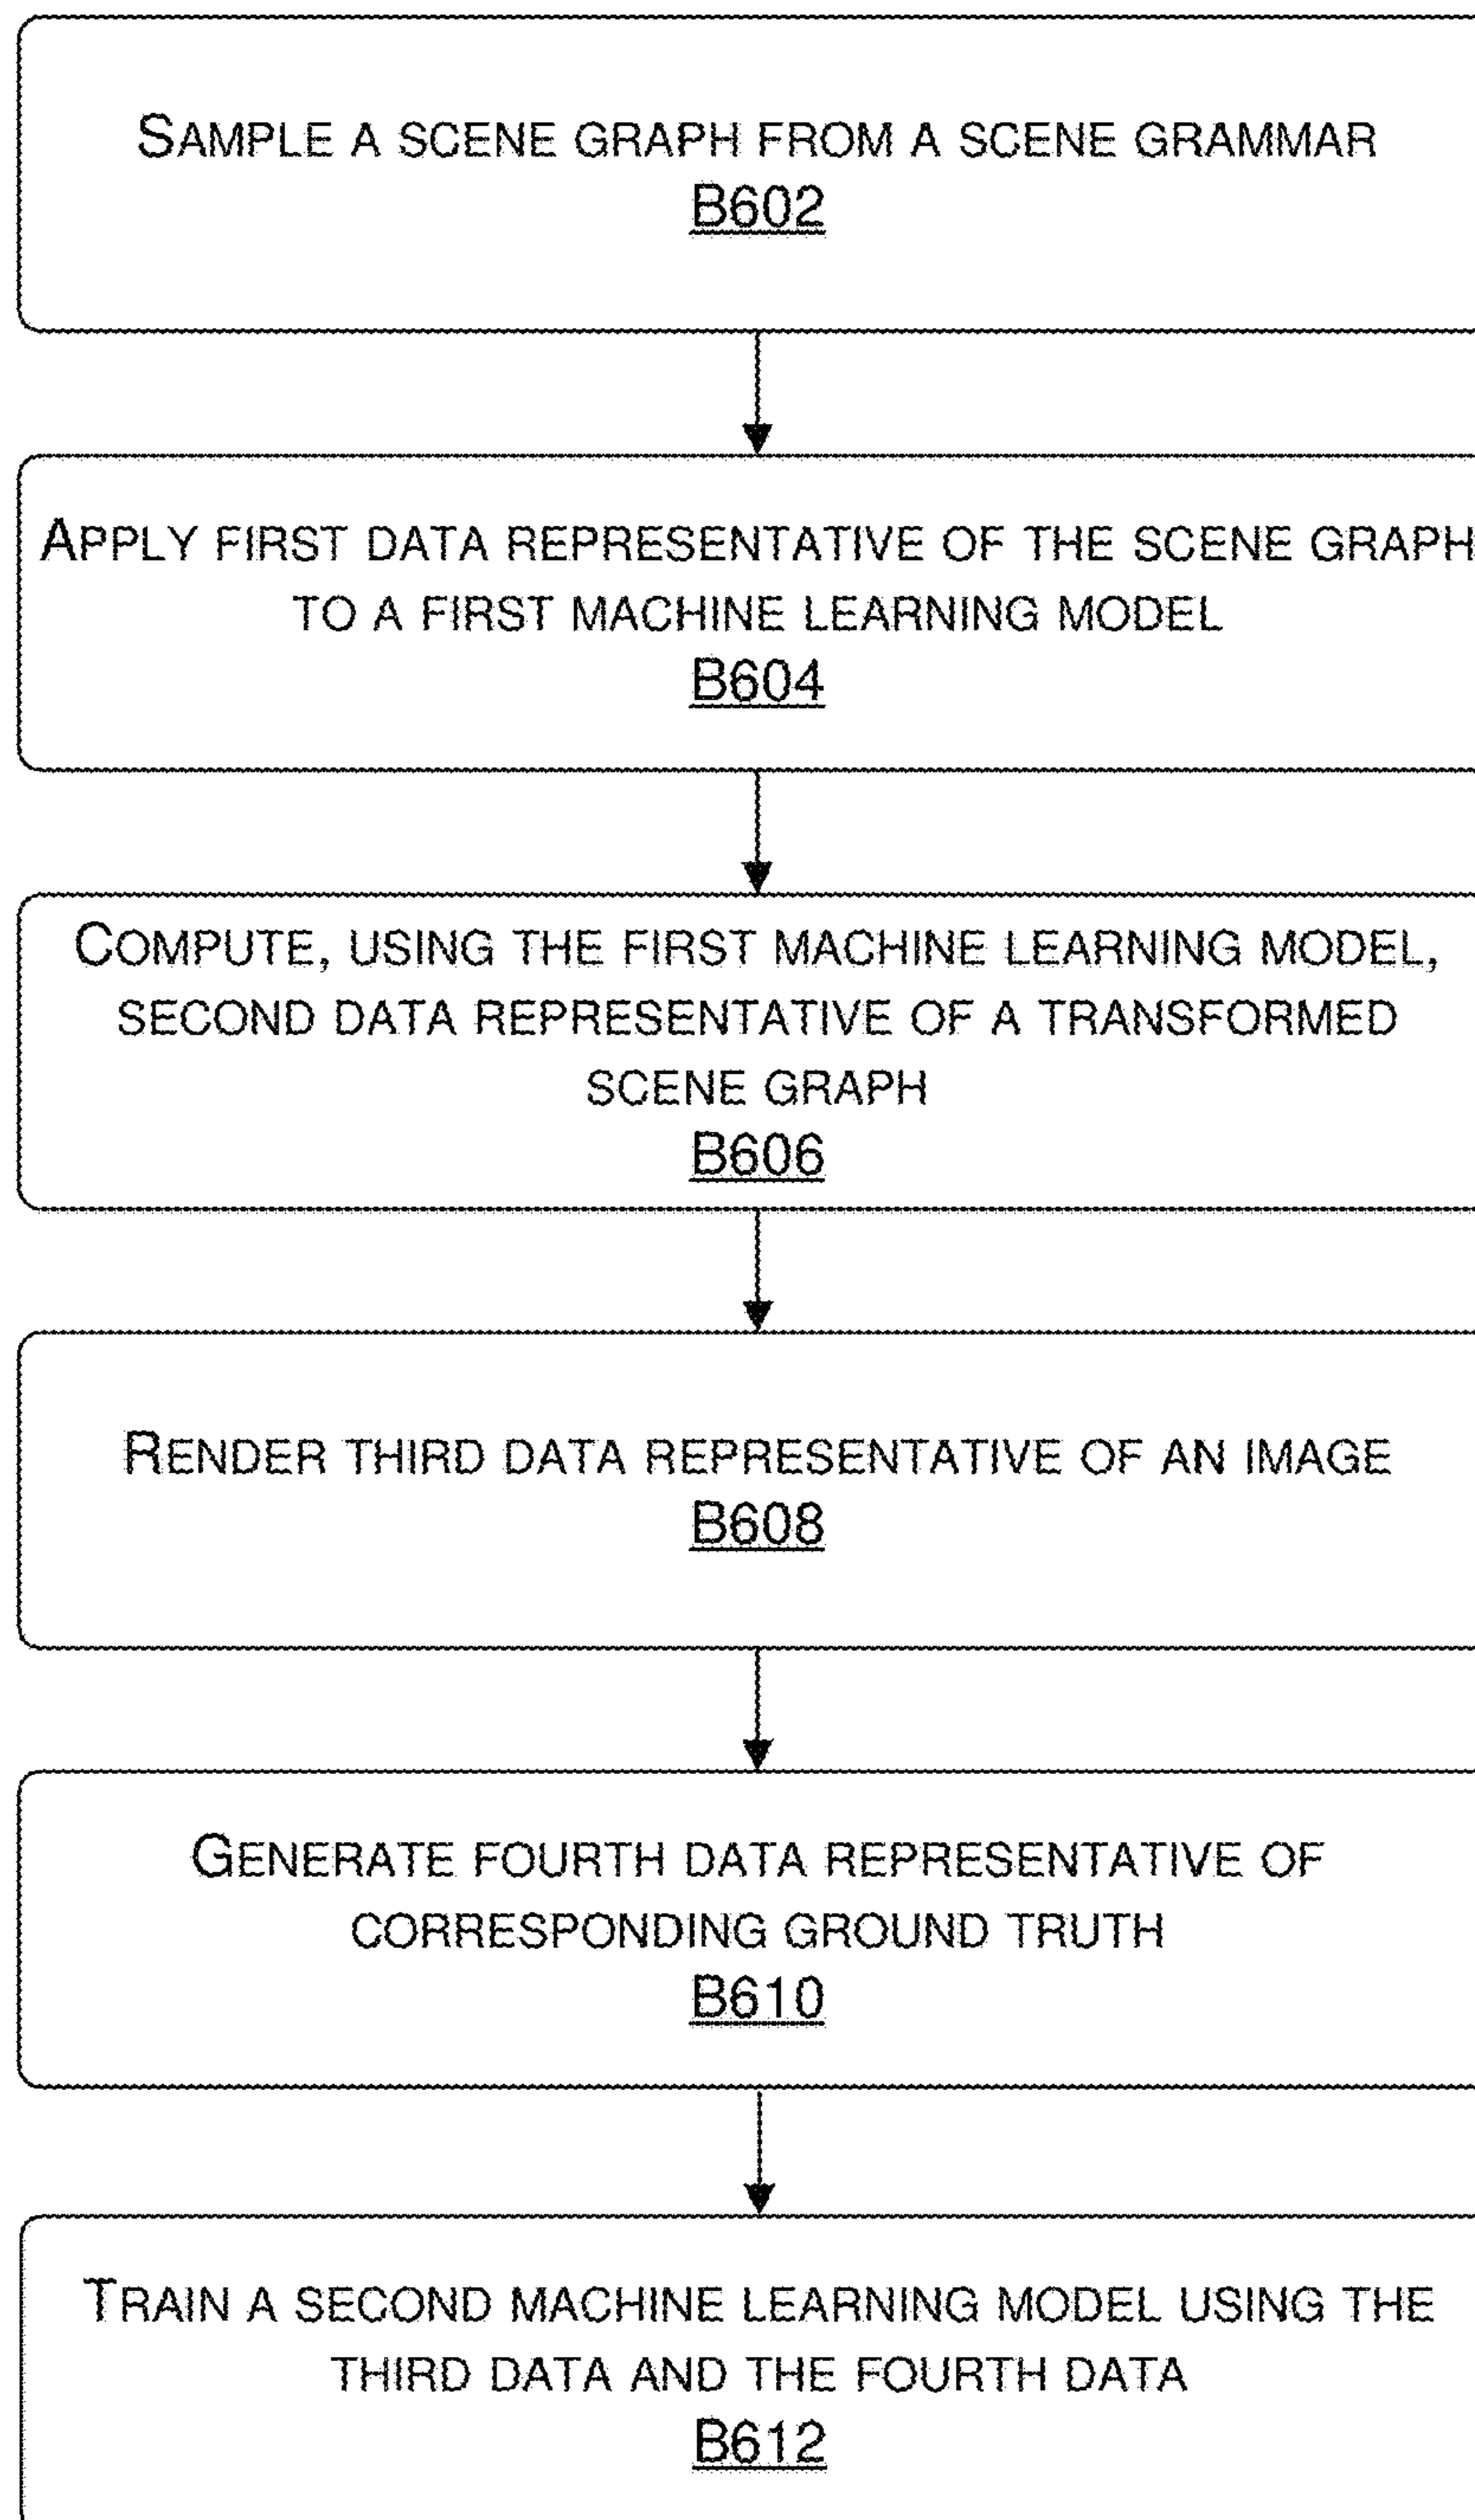 SAMPLE A SCENE GRAPH FROM A SCENE GRAMMAR
B602
APPLY FIRST DATA REPRESENTATIVE OF THE SCENE GRAPH
TO A FIRST MACHINE LEARNING MODEL
B604
COMPUTE, USING THE FIRST MACHINE LEARNING MODEL,
SECOND DATA REPRESENTATIVE OF A TRANSFORMED
SCENE GRAPH
B606
RENDER THIRD DATA REPRESENTATIVE OF AN IMAGE
B608
GENERATE FOURTH DATA REPRESENTATIVE OF
CORRESPONDING GROUND TRUTH
B610
TRAIN A SECOND MACHINE LEARNING MODEL USING THE
THIRD DATA AND THE FOURTH DATA
B612